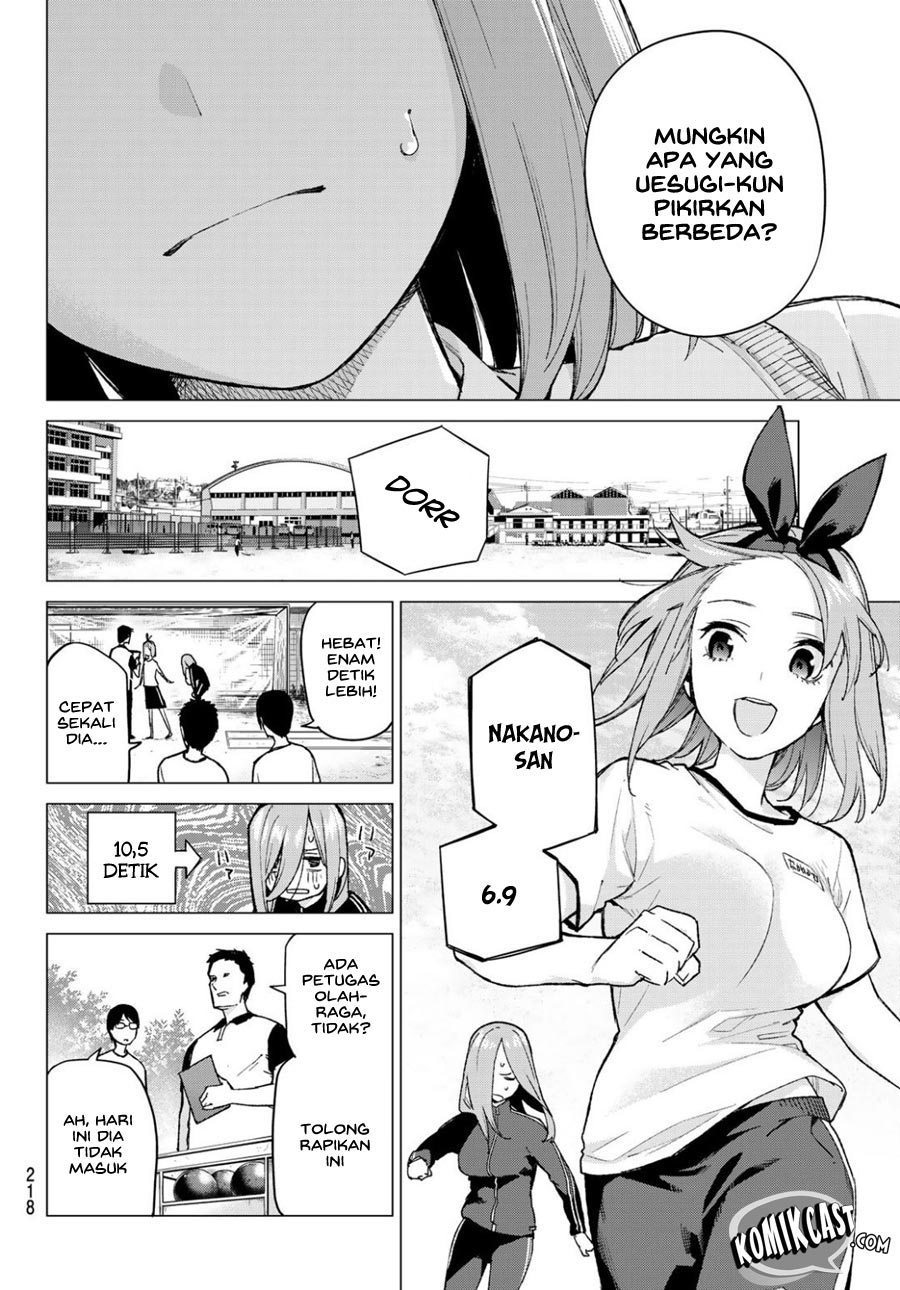 MUNGKIN
APA YANG
UESUGI-KUN
PIKIRKAN
BERBEDA?
DORR
NAKANO-
SAN
6.9
HEBAT!
ENAM
DETIK
LEBIH!
CEPAT
SEKALI
DIA...
10,5
DETIK
ADA
PETUGAS
OLAH-
RAGA,
TIDAK?
TOLONG
RAPIKAN
INI
AH, HARI
INI DIA
TIDAK
MASUK
218
KOMIKCAST.COM